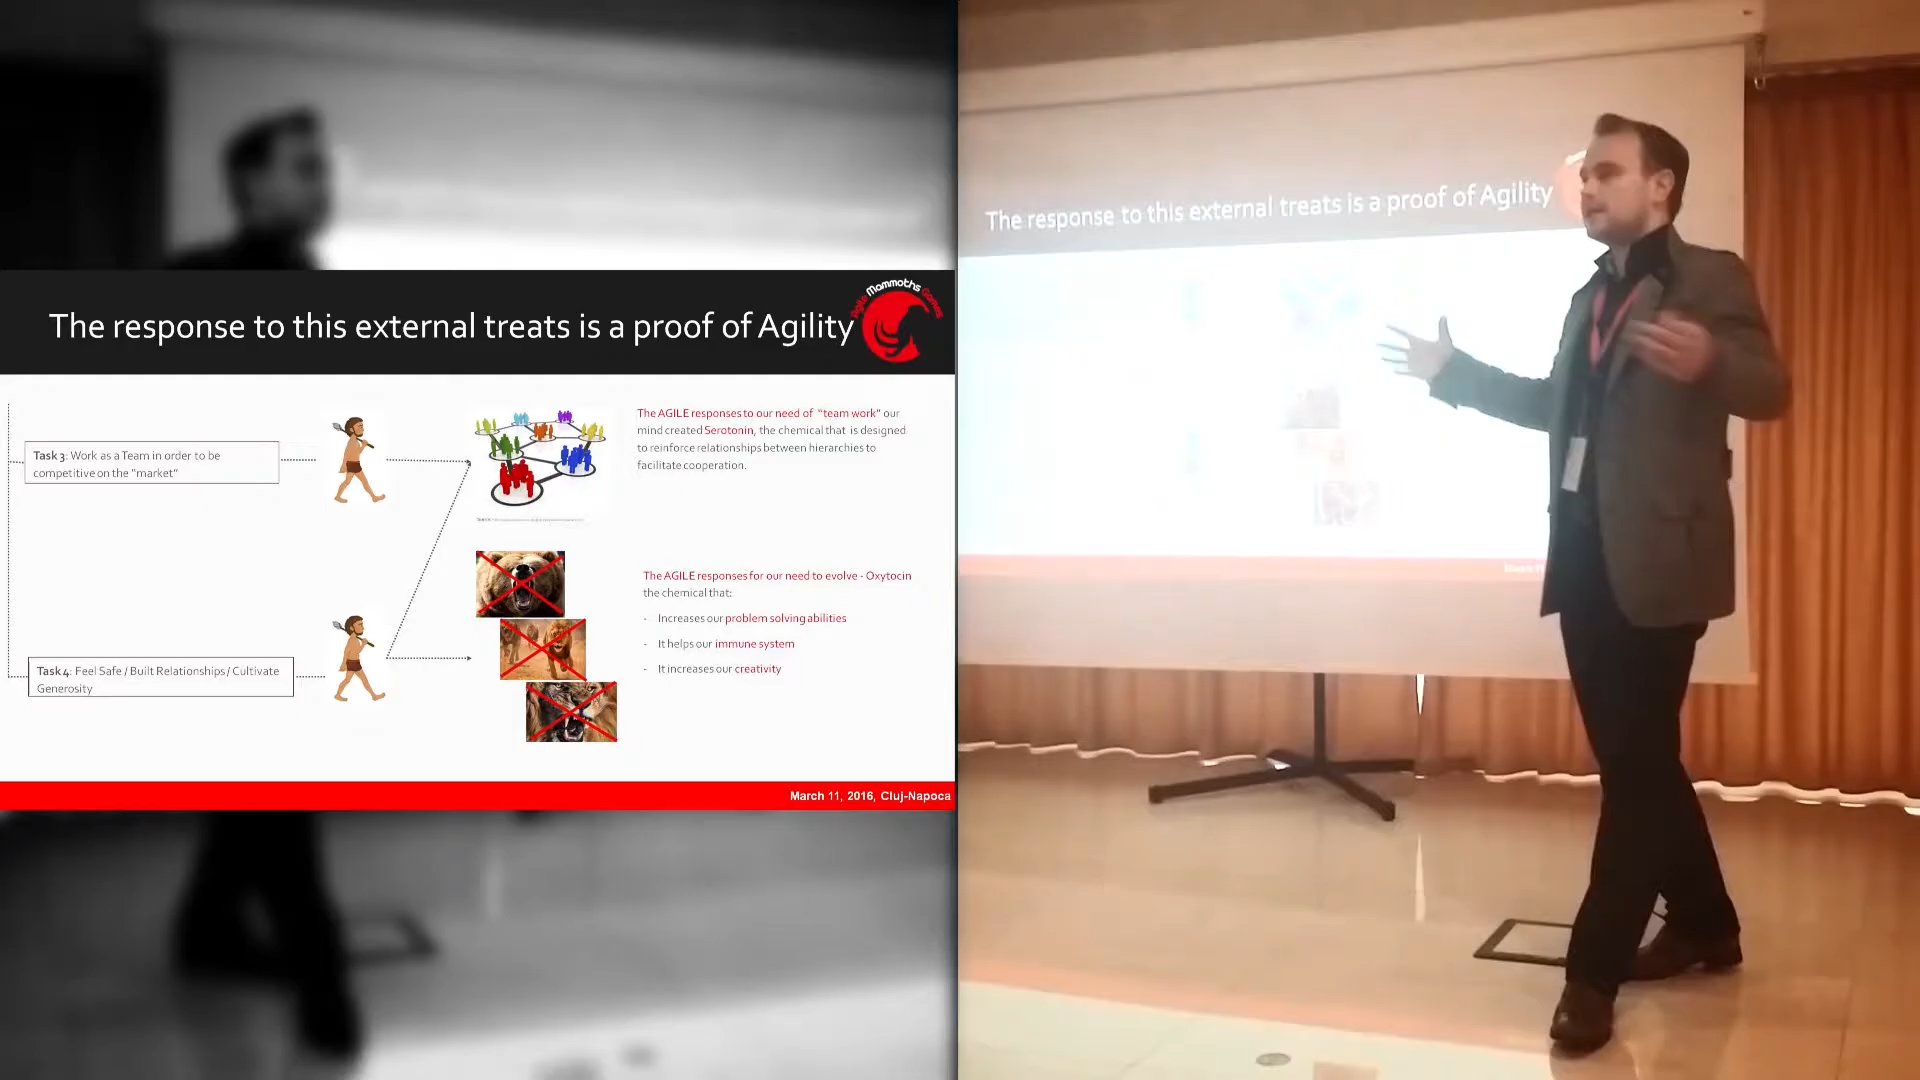 The response to this external treats is a proof of Agility
Agile Mammoths Games
Task 3: Work as a Team in order to be
competitive on the "market"
The AGILE responses to our need of "team work" our
mind created Serotonin, the chemical that is designed
to reinforce relationships between hierarchies to
facilitate cooperation.
The AGILE responses for our need to evolve - Oxytocin
the chemical that:
- Increases our problem solving abilities
- It helps our immune system
- It increases our creativity
Task 4: Feel Safe / Built Relationships / Cultivate
Generosity
March 11, 2016, Cluj-Napoca
The response to this external treats is a proof of Agility
March 11